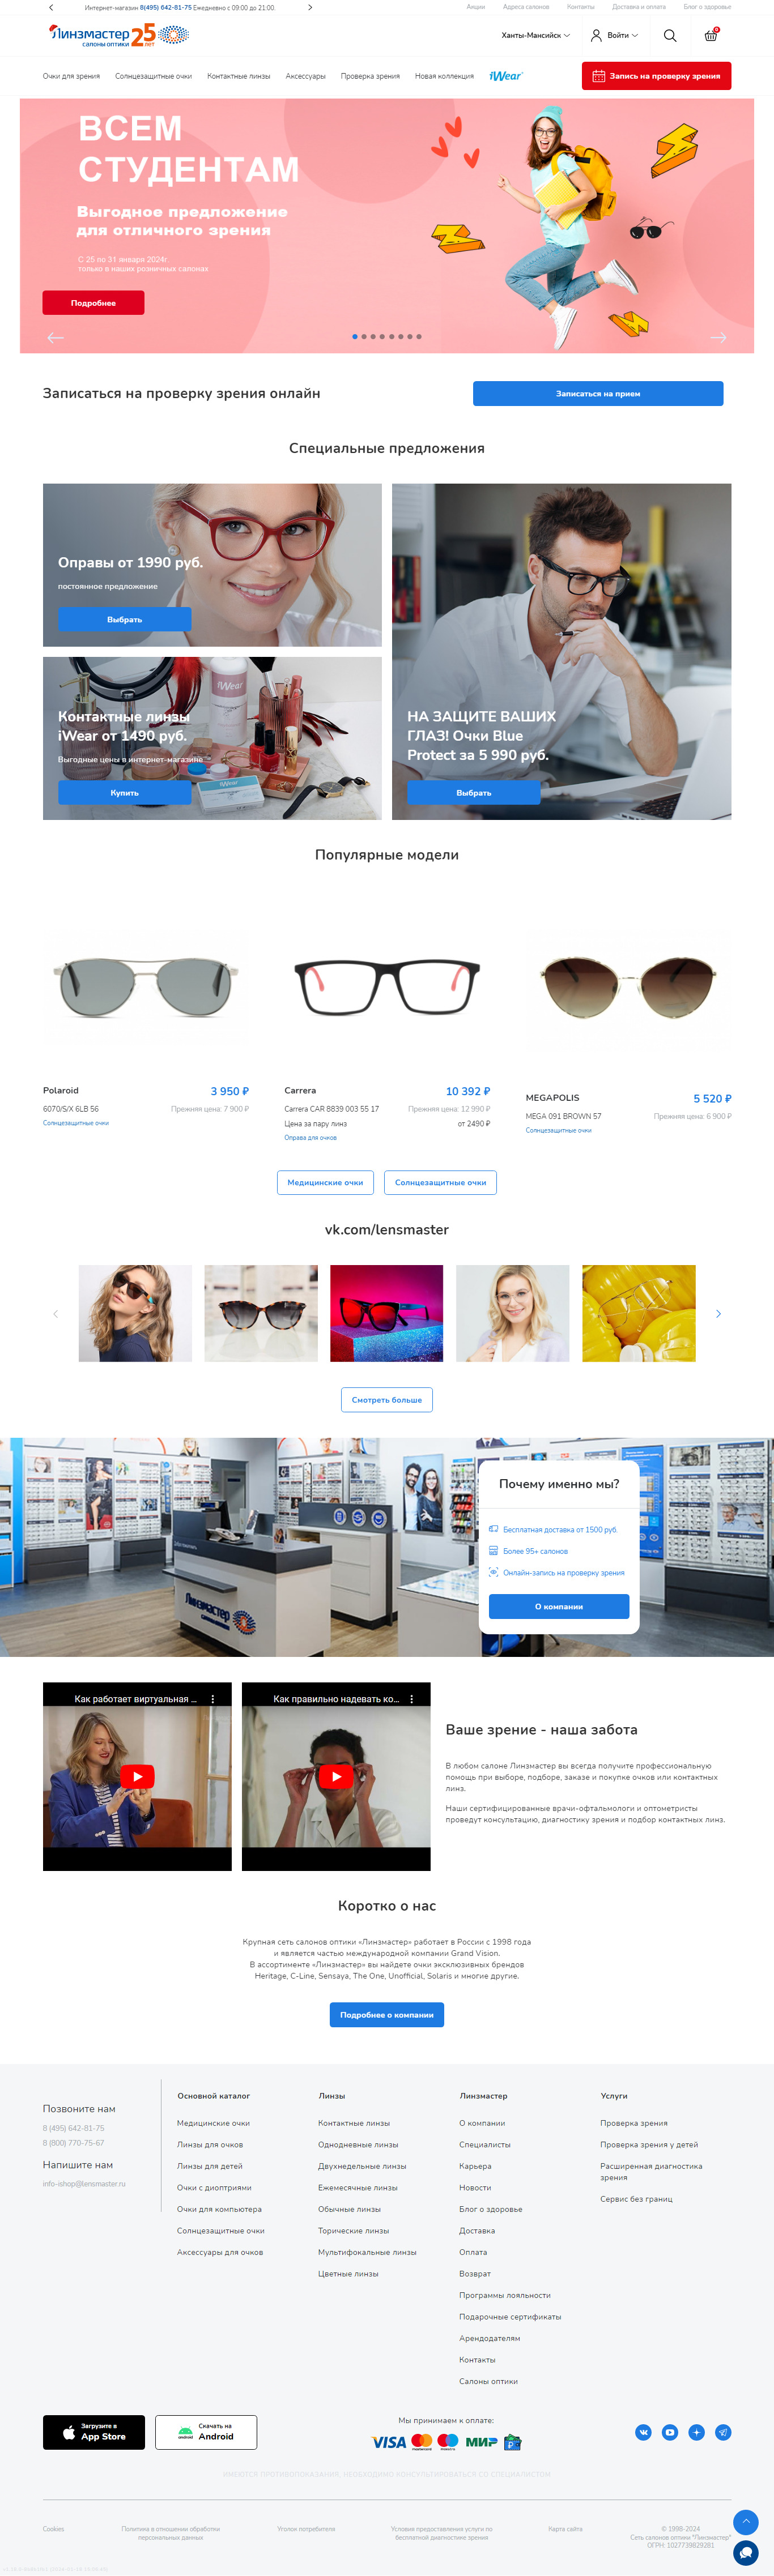 Интернет-магазин 8(495) 642-81-75 Ежедневно с 09:00 до 21:00.
Акции
Адреса салонов
Контакты
Доставка и оплата
Блог о здоровье
Линзмастер 25 лет
салоны оптики
Ханты-Мансийск
Войти
0
Очки для зрения
Солнцезащитные очки
Контактные линзы
Аксессуары
Проверка зрения
Новая коллекция
iWear
Запись на проверку зрения
ВСЕМ
СТУДЕНТАМ
Выгодное предложение
для отличного зрения
С 25 по 31 января 2024г.
только в наших розничных салонах
Подробнее
Записаться на проверку зрения онлайн
Записаться на прием
Специальные предложения
Оправы от 1990 руб.
постоянное предложение
Выбрать
Контактные линзы
iWear от 1490 руб.
Выгодные цены в интернет-магазине
Купить
НА ЗАЩИТЕ ВАШИХ
ГЛАЗ! Очки Blue
Protect за 5 990 руб.
Выбрать
Популярные модели
Polaroid
3 950 ₽
6070/S/X 6LB 56
Прежняя цена: 7 900 ₽
Солнцезащитные очки
Carrera
10 392 ₽
Carrera CAR 8839 003 55 17
Прежняя цена: 12 990 ₽
Цена за пару линз
от 2490 ₽
Оправа для очков
MEGAPOLIS
5 520 ₽
MEGA 091 BROWN 57
Прежняя цена: 6 900 ₽
Солнцезащитные очки
Медицинские очки
Солнцезащитные очки
vk.com/lensmaster
Смотреть больше
Линзмастер
Почему именно мы?
Бесплатная доставка от 1500 руб.
Более 95+ салонов
Онлайн-запись на проверку зрения
О компании
Как работает виртуальная ...
Как правильно надевать ко...
Ваше зрение - наша забота
В любом салоне Линзмастер вы всегда получите профессиональную
помощь при выборе, подборе, заказе и покупке очков или контактных
линз.
Наши сертифицированные врачи-офтальмологи и оптометристы
проведут консультацию, диагностику зрения и подбор контактных линз.
Коротко о нас
Крупная сеть салонов оптики «Линзмастер» работает в России с 1998 года
и является частью международной компании Grand Vision.
В ассортименте «Линзмастер» вы найдете очки эксклюзивных брендов
Heritage, C-Line, Sensaya, The One, Unofficial, Solaris и многие другие.
Подробнее о компании
Позвоните нам
8 (495) 642-81-75
8 (800) 770-75-67
Напишите нам
info-ishop@lensmaster.ru
Основной каталог
Медицинские очки
Линзы для очков
Линзы для детей
Очки с диоптриями
Очки для компьютера
Солнцезащитные очки
Аксессуары для очков
Линзы
Контактные линзы
Однодневные линзы
Двухнедельные линзы
Ежемесячные линзы
Обычные линзы
Торические линзы
Мультифокальные линзы
Цветные линзы
Линзмастер
О компании
Специалисты
Карьера
Новости
Блог о здоровье
Доставка
Оплата
Возврат
Программы лояльности
Подарочные сертификаты
Арендодателям
Контакты
Салоны оптики
Услуги
Проверка зрения
Проверка зрения у детей
Расширенная диагностика
зрения
Сервис без границ
Загрузите в
App Store
Скачать на
Android
Мы принимаем к оплате:
VISA
МИР
ИМЕЮТСЯ ПРОТИВОПОКАЗАНИЯ, НЕОБХОДИМО КОНСУЛЬТИРОВАТЬСЯ СО СПЕЦИАЛИСТОМ
Cookies
Политика в отношении обработки
персональных данных
Уголок потребителя
Условия предоставления услуги по
бесплатной диагностике зрения
Карта сайта
© 1998-2024
Сеть салонов оптики "Линзмастер"
ОГРН: 1027739829281